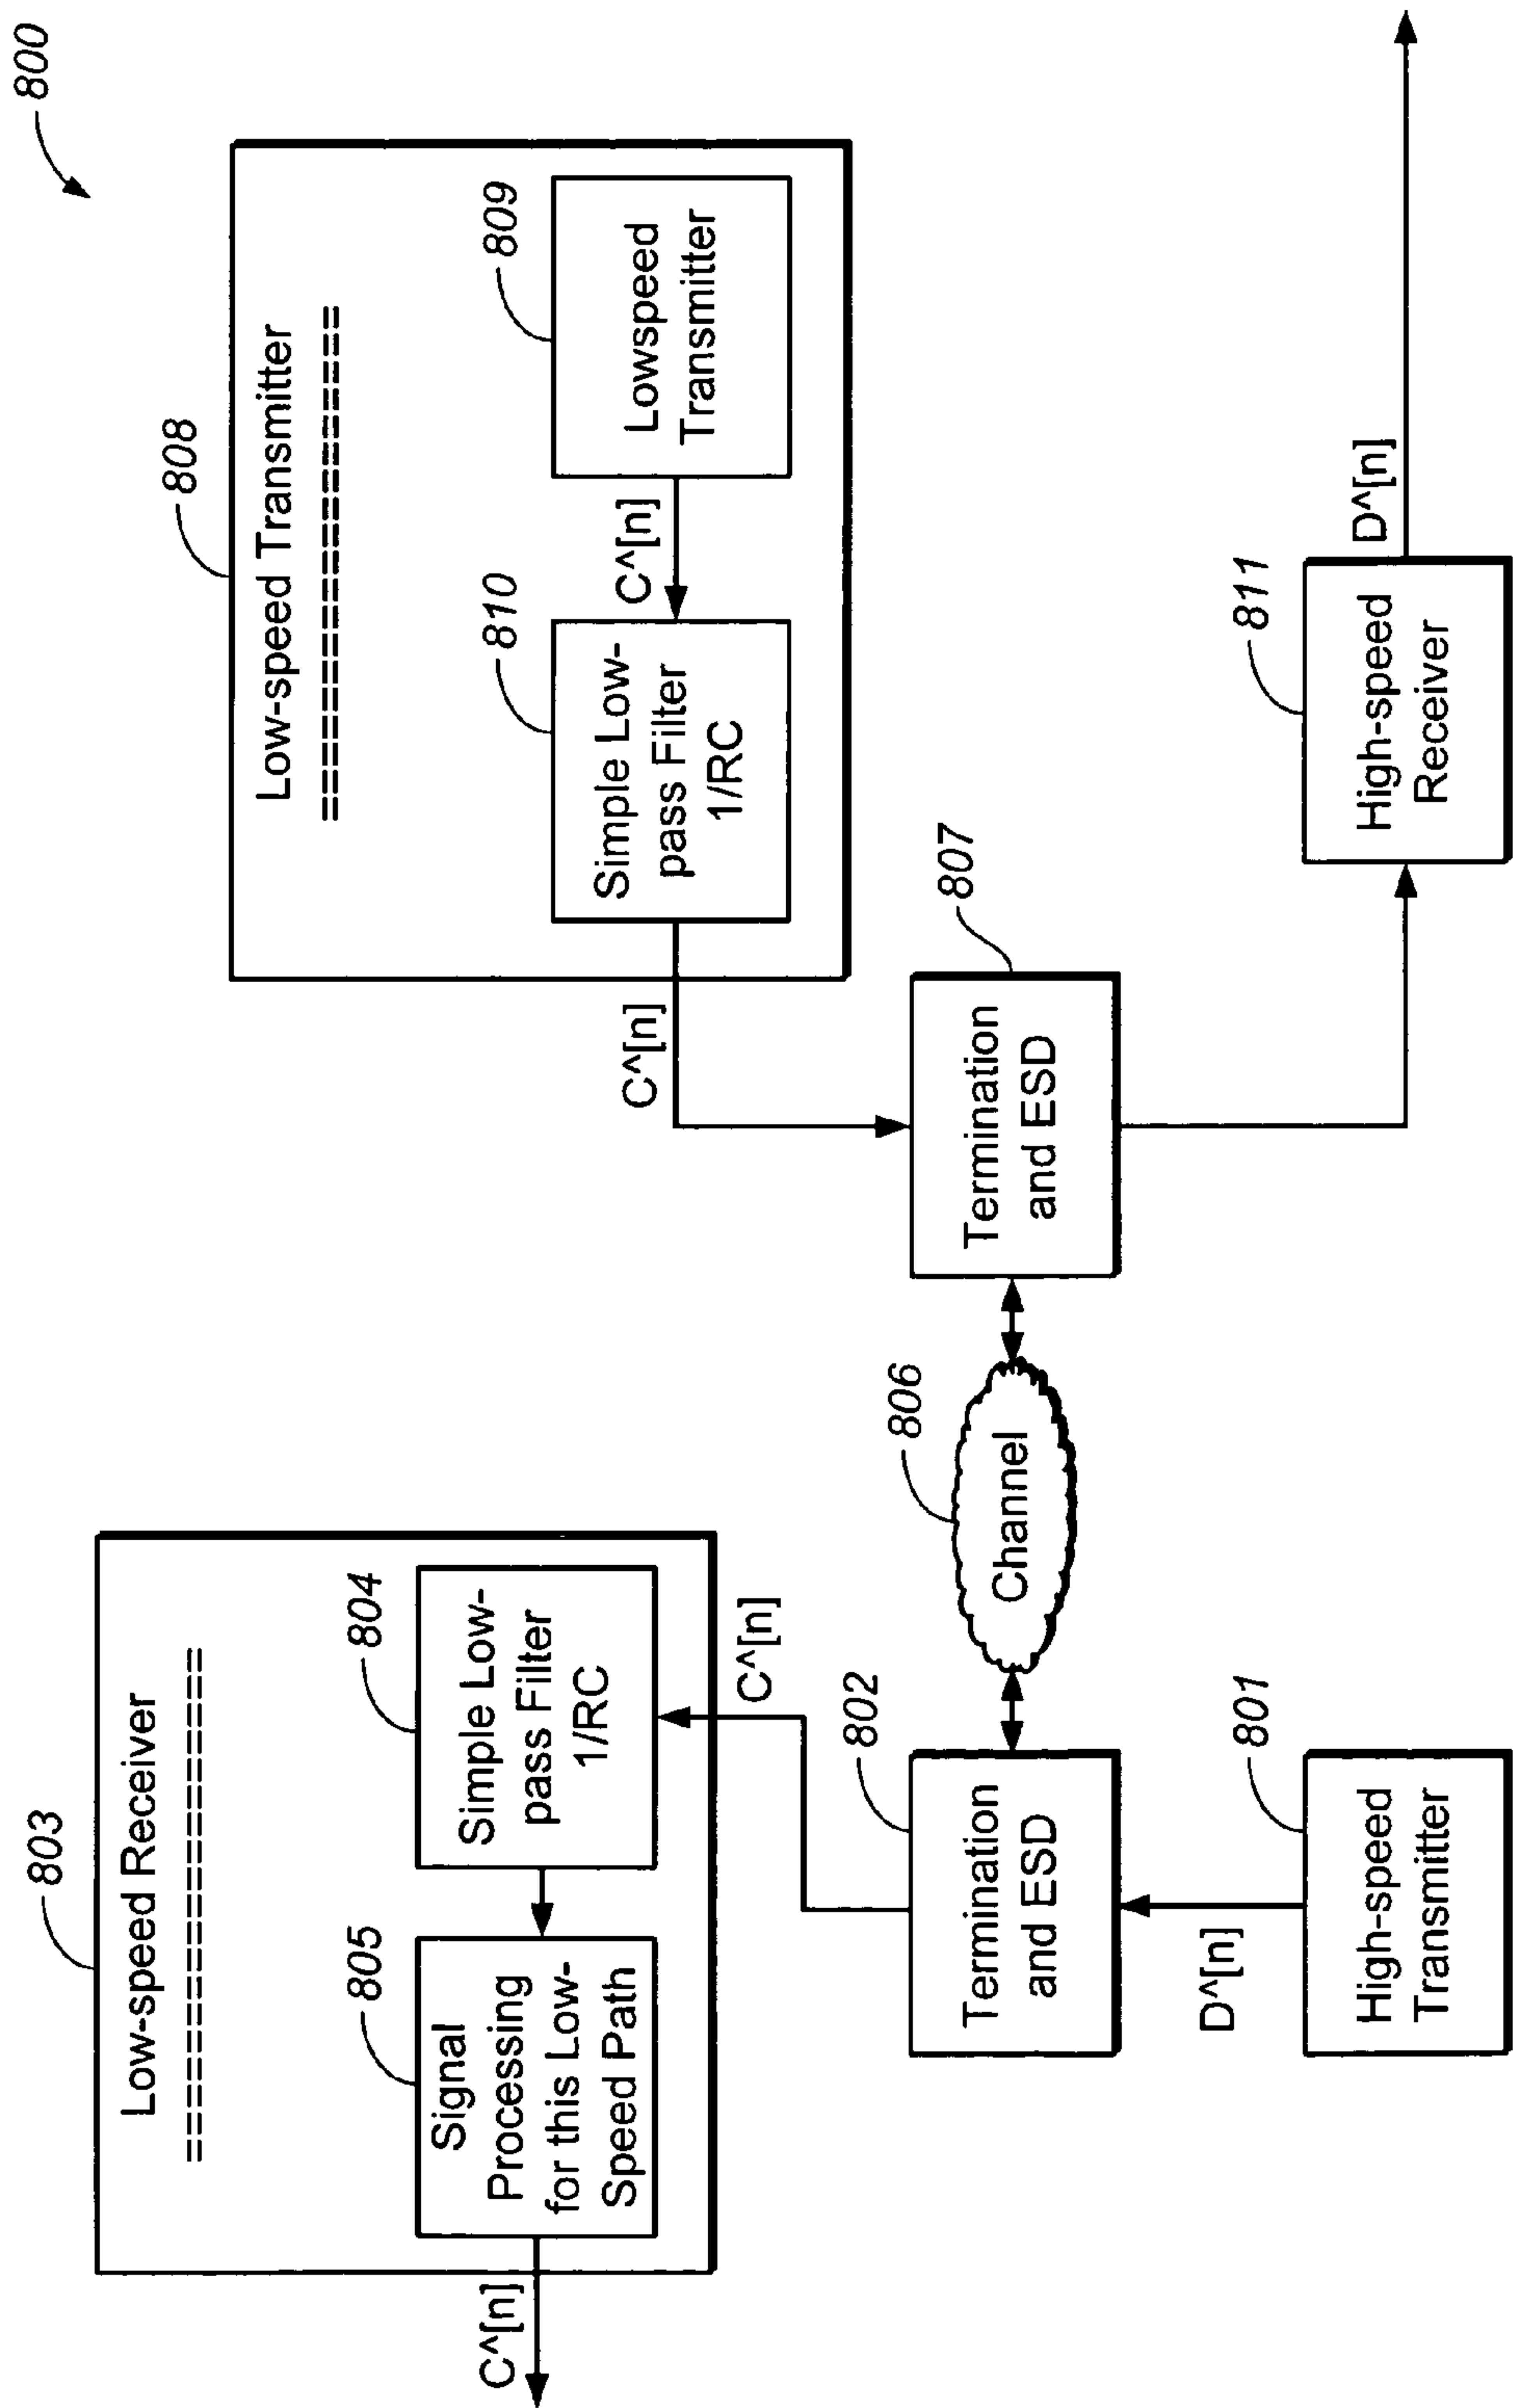 800
803
Low-speed Receiver
======================
805
Signal
Processing
for this Low-
Speed Path
804
Simple Low-
pass Filter
1/RC
C^[n]
C^[n]
808
Low-speed Transmitter
======================
810
Simple Low-
pass Filter
1/RC
C^[n]
809
Lowspeed
Transmitter
C^[n]
802
Termination
and ESD
806
Channel
807
Termination
and ESD
D^[n]
801
High-speed
Transmitter
811
High-speed
Receiver
D^[n]